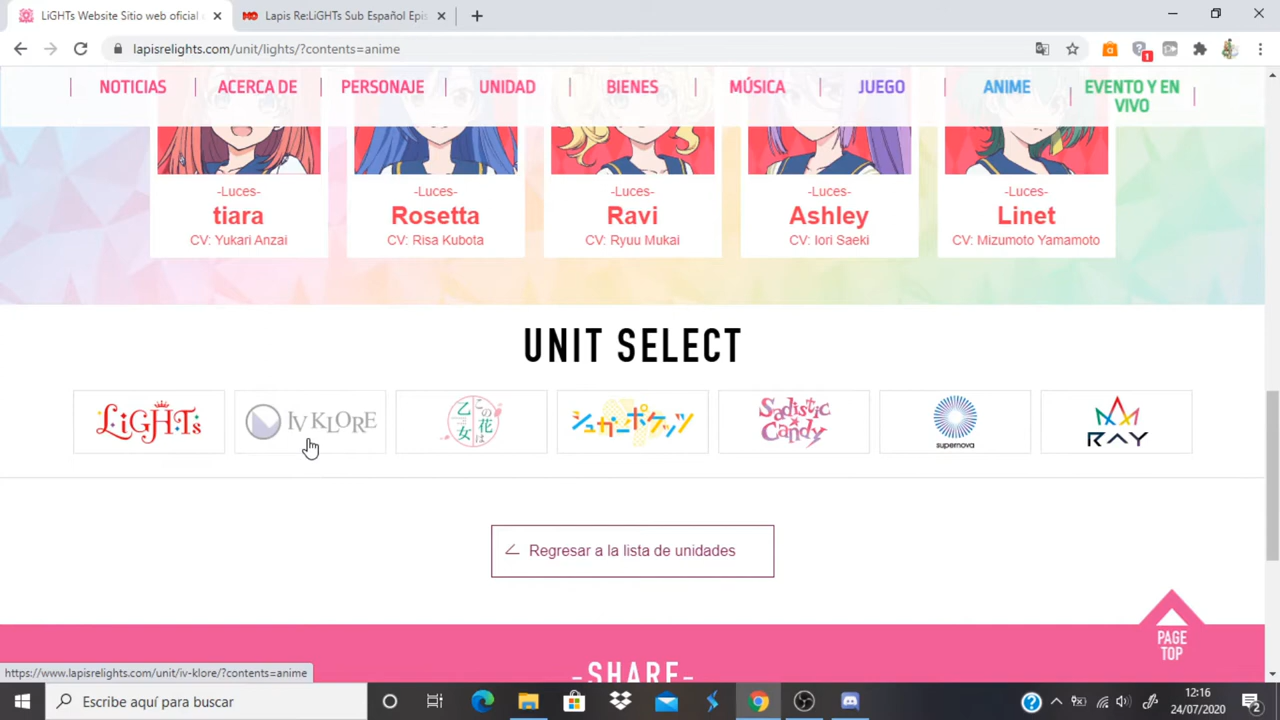 LiGHTs Website Sitio web oficial
Lapis Re:LiGHTs Sub Español Epis
lapisrelights.com/unit/lights/?contents=anime
1
NOTICIAS
ACERCA DE
PERSONAJE
UNIDAD
BIENES
MÚSICA
JUEGO
ANIME
EVENTO Y EN
VIVO
-Luces-
tiara
CV: Yukari Anzai
-Luces-
Rosetta
CV: Risa Kubota
-Luces-
Ravi
CV: Ryuu Mukai
-Luces-
Ashley
CV: Iori Saeki
-Luces-
Linet
CV: Mizumoto Yamamoto
UNIT SELECT
LiGHTs
IV KLORE
この花は
乙女
シュガーポケッツ
Sadistic
Candy
supernova
RAY
Regresar a la lista de unidades
PAGE
TOP
-SHARE-
https://www.lapisrelights.com/unit/iv-klore/?contents=anime
Escribe aquí para buscar
12:16
24/07/2020
2